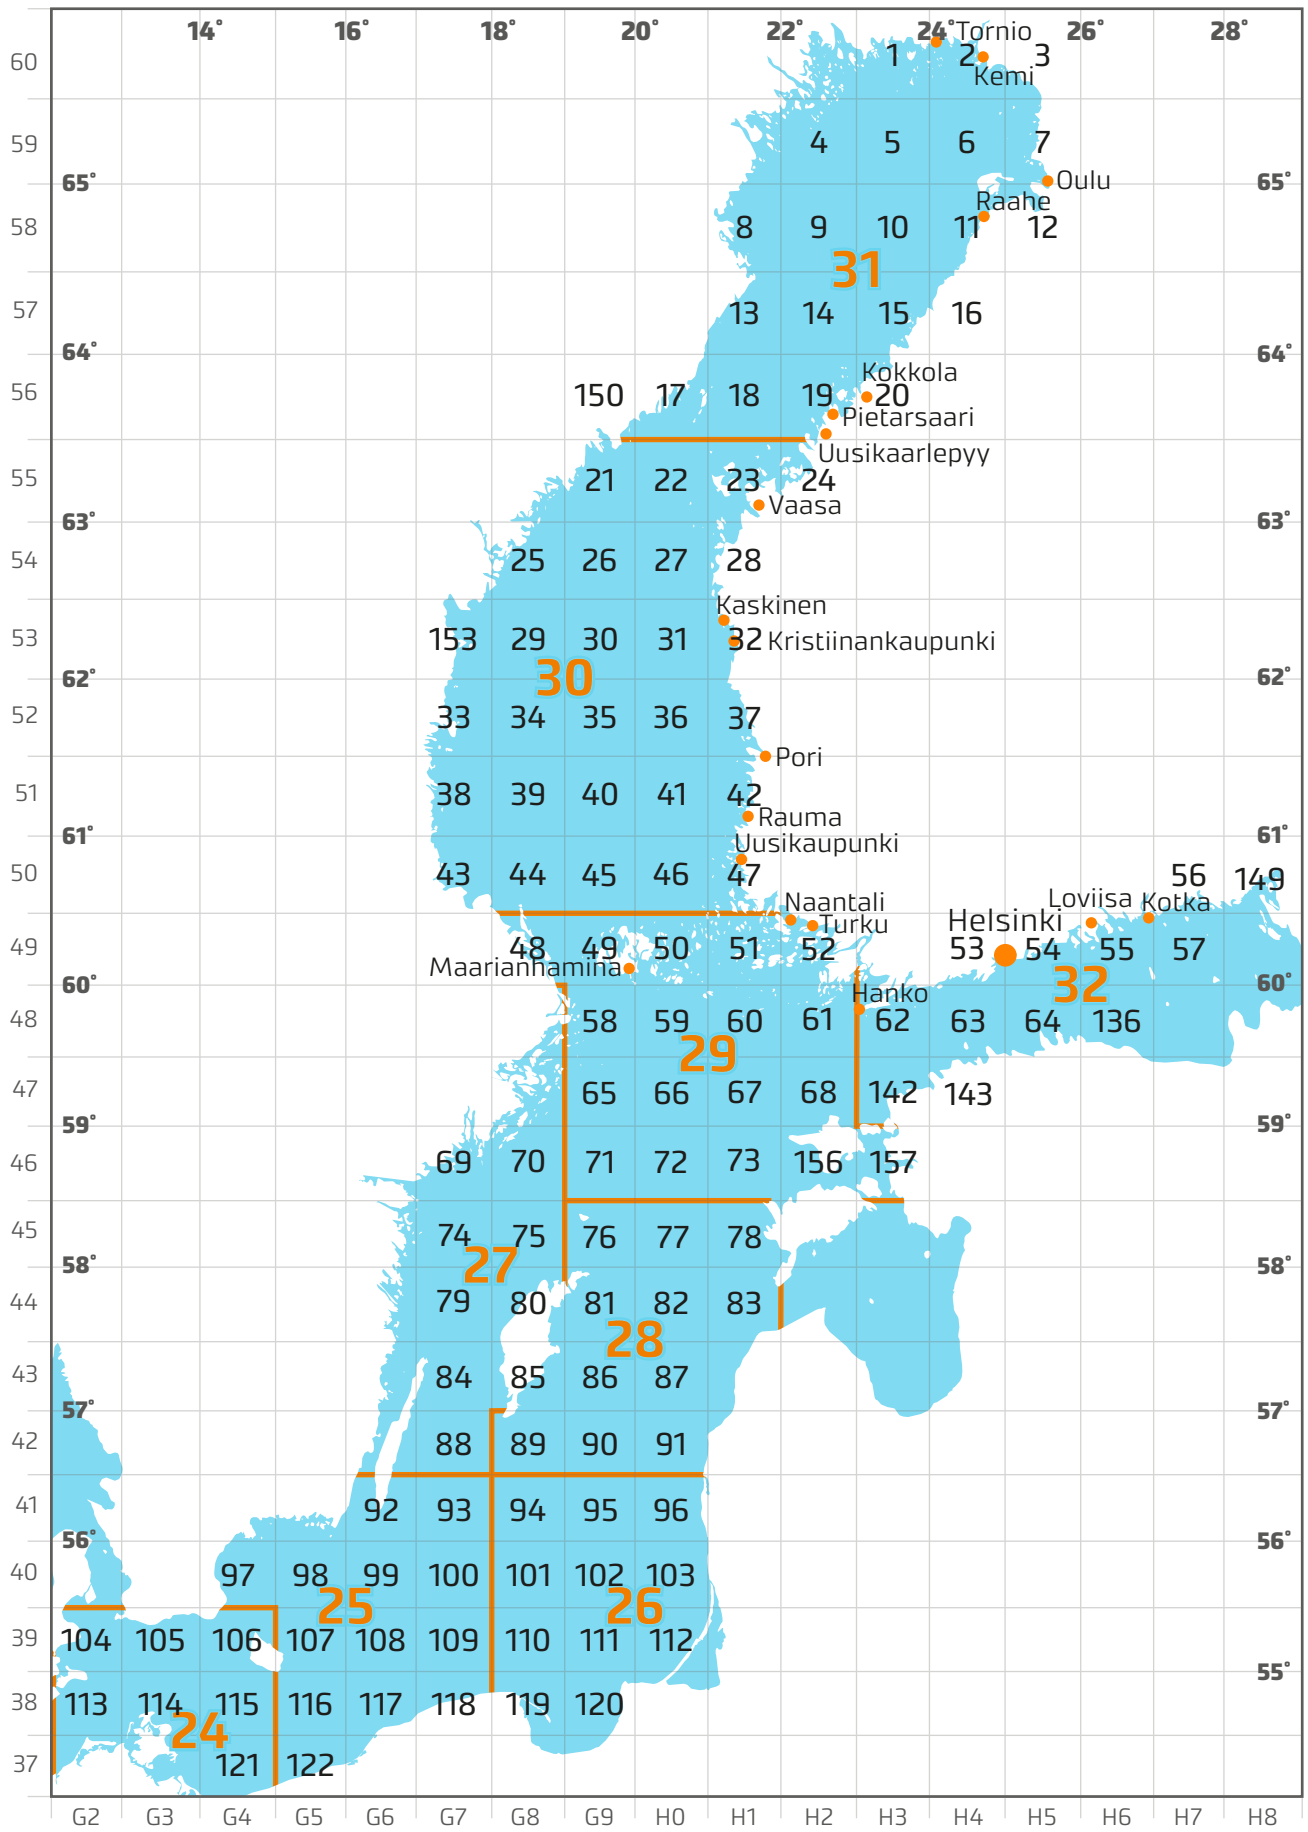 14° 16° 18° 20° 22° 24° 26° 28°
Tornio
60 1 2 3
Kemi
59 4 5 6 7
65° Oulu 65°
Raahe
58 8 9 10 11 12
31
57 13 14 15 16
64° 64°
Kokkola
56 150 17 18 19 20
Pietarsaari
Uusikaarlepyy
55 21 22 23 24
Vaasa
63° 63°
54 25 26 27 28
Kaskinen
53 153 29 30 31 32 Kristiinankaupunki
62° 30 62°
52 33 34 35 36 37
Pori
51 38 39 40 41 42
Rauma
61° 61°
Uusikaupunki
50 43 44 45 46 47 56 149
Naantali Loviisa Kotka
Turku Helsinki
49 48 49 50 51 52 53 54 55 57
Maarianhamina
60° 32 60°
Hanko
48 58 59 60 61 62 63 64 136
29
47 65 66 67 68 142 143
59° 59°
46 69 70 71 72 73 156 157
45 74 75 76 77 78
58° 27 58°
44 79 80 81 82 83
28
43 84 85 86 87
57° 57°
42 88 89 90 91
41 92 93 94 95 96
56° 56°
40 97 98 99 100 101 102 103
25 26
39 104 105 106 107 108 109 110 111 112
55°
38 113 114 115 116 117 118 119 120
24
37 121 122
G2 G3 G4 G5 G6 G7 G8 G9 H0 H1 H2 H3 H4 H5 H6 H7 H8